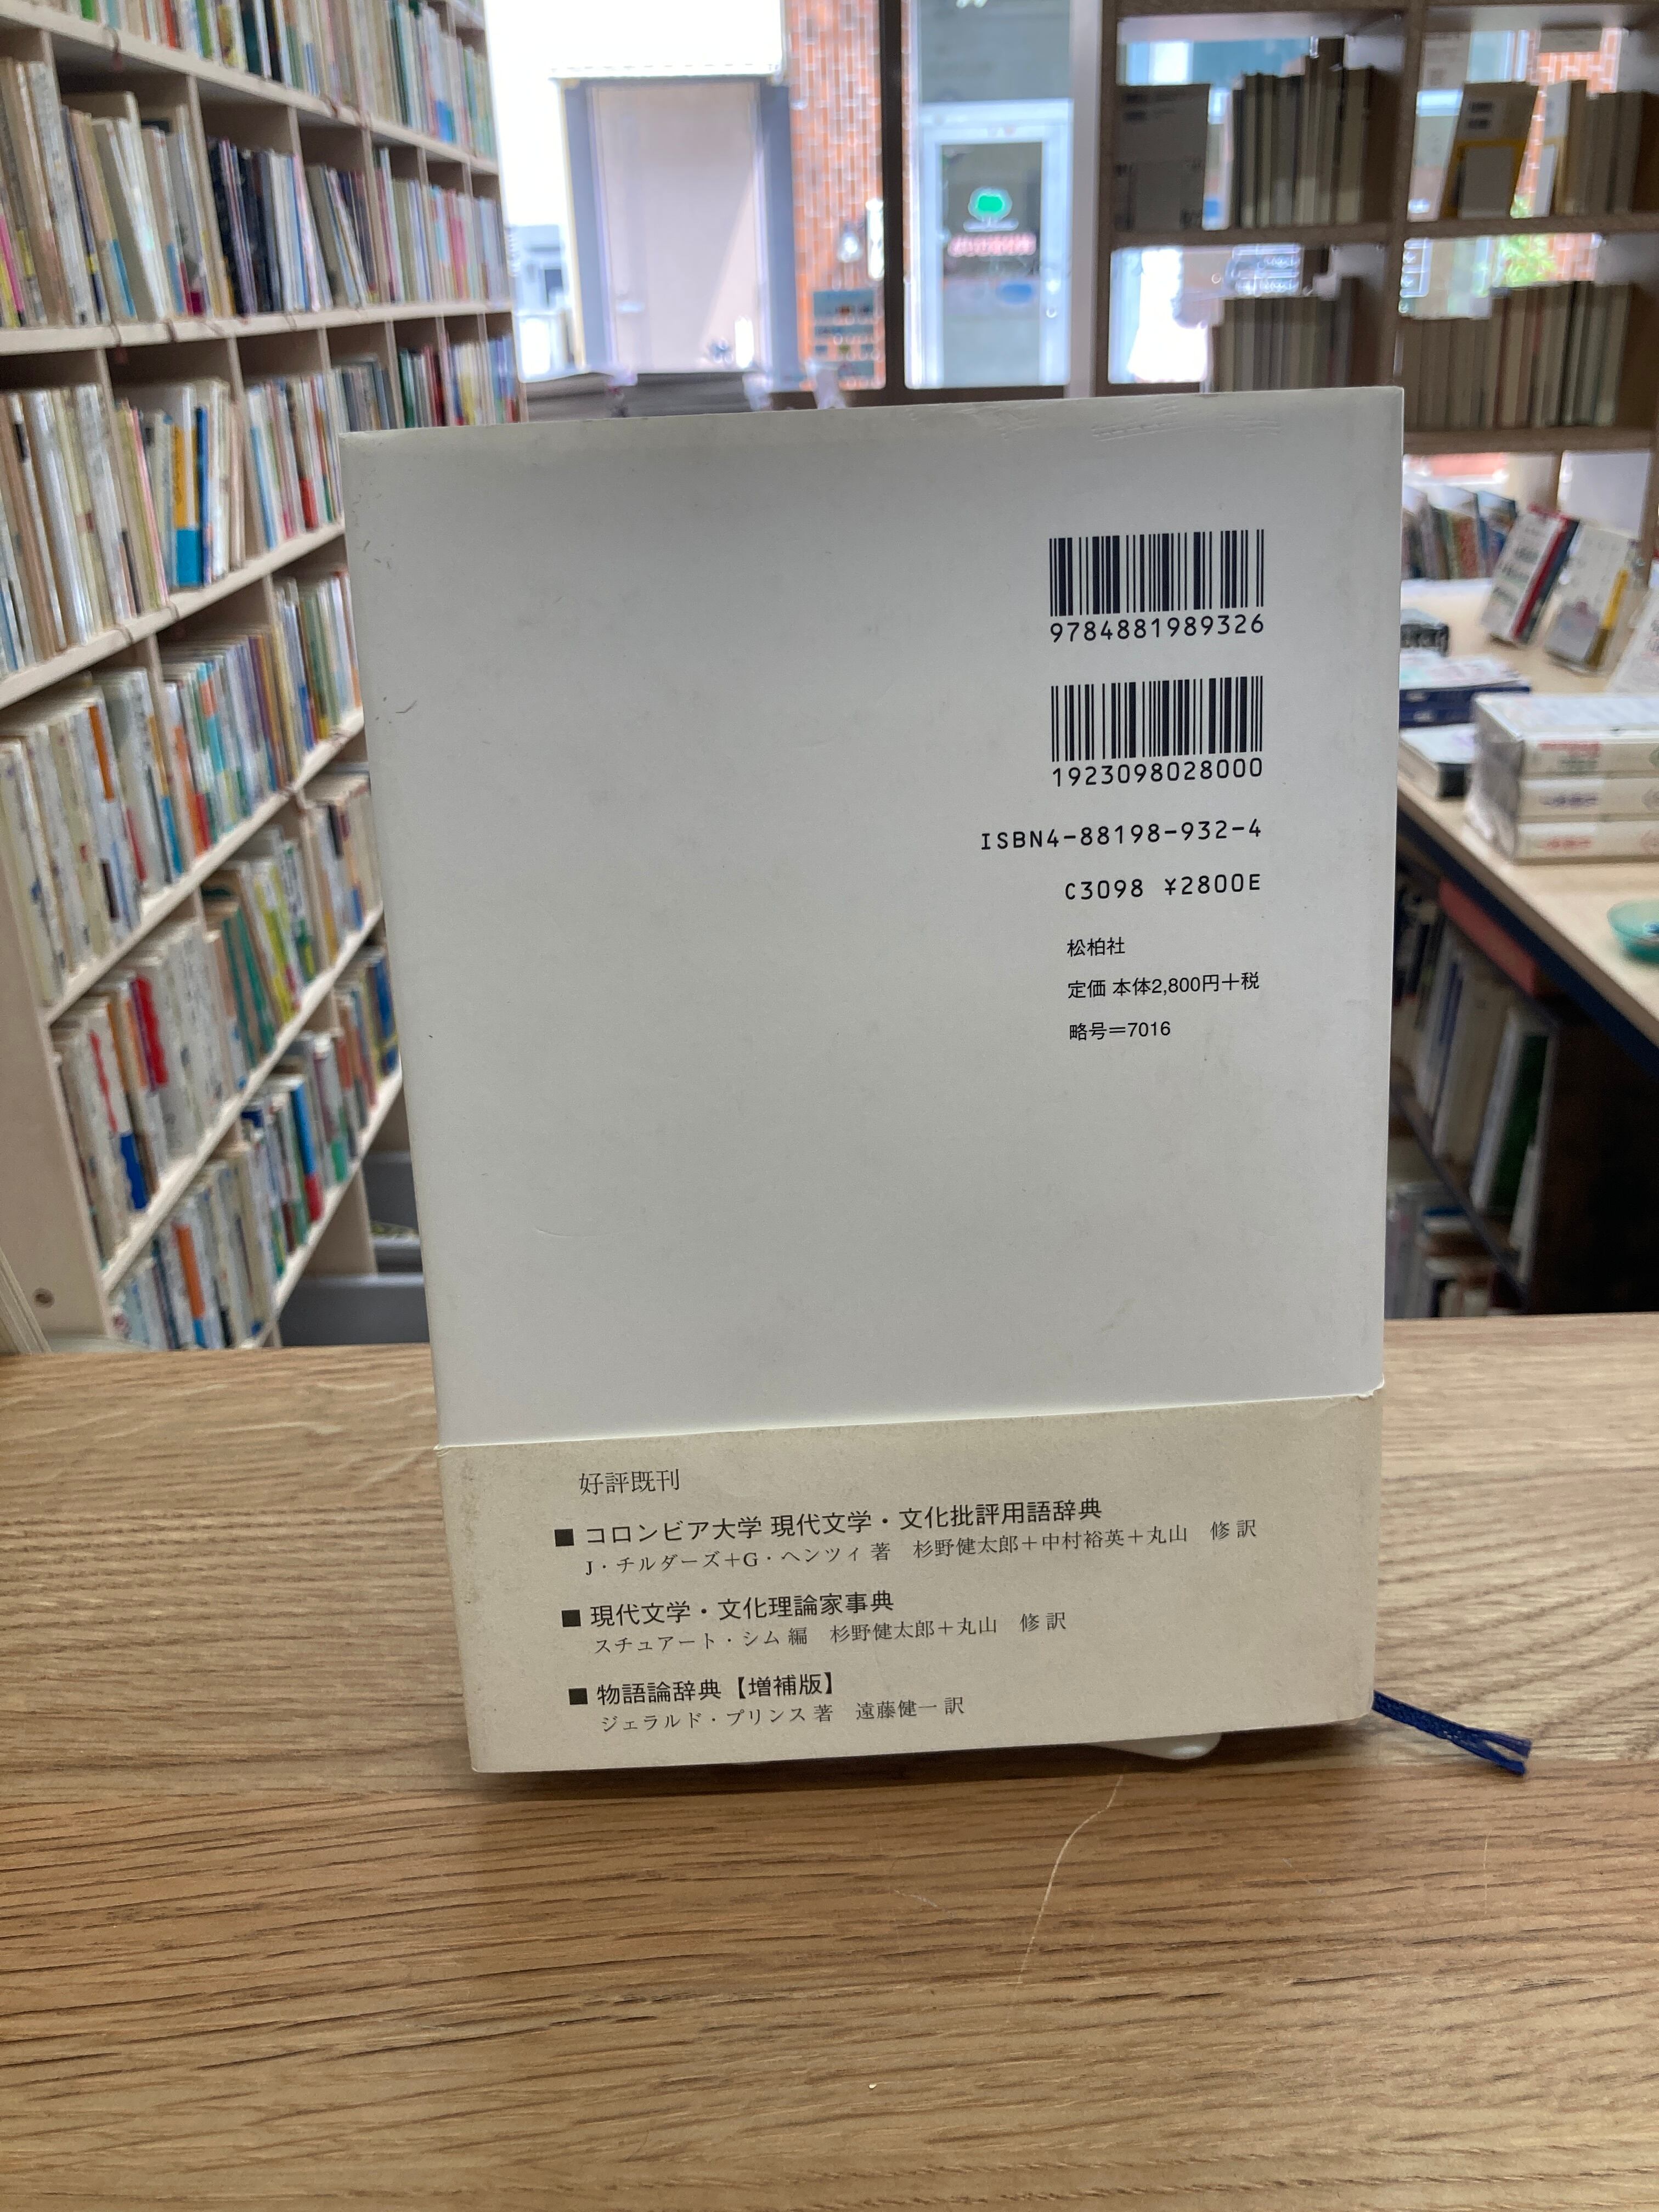 9784881989326
1923098028000
ISBN4-88198-932-4
C3098 ¥2800E
松柏社
定価 本体2,800円+税
略号=7016
好評既刊
■ コロンビア大学 現代文学・文化批評用語辞典
J・チルダーズ+G・ヘンツィ 著　杉野健太郎+中村裕英+丸山　修 訳
■ 現代文学・文化理論家事典
スチュアート・シム 編　杉野健太郎+丸山　修 訳
■ 物語論辞典【増補版】
ジェラルド・プリンス 著　遠藤健一 訳